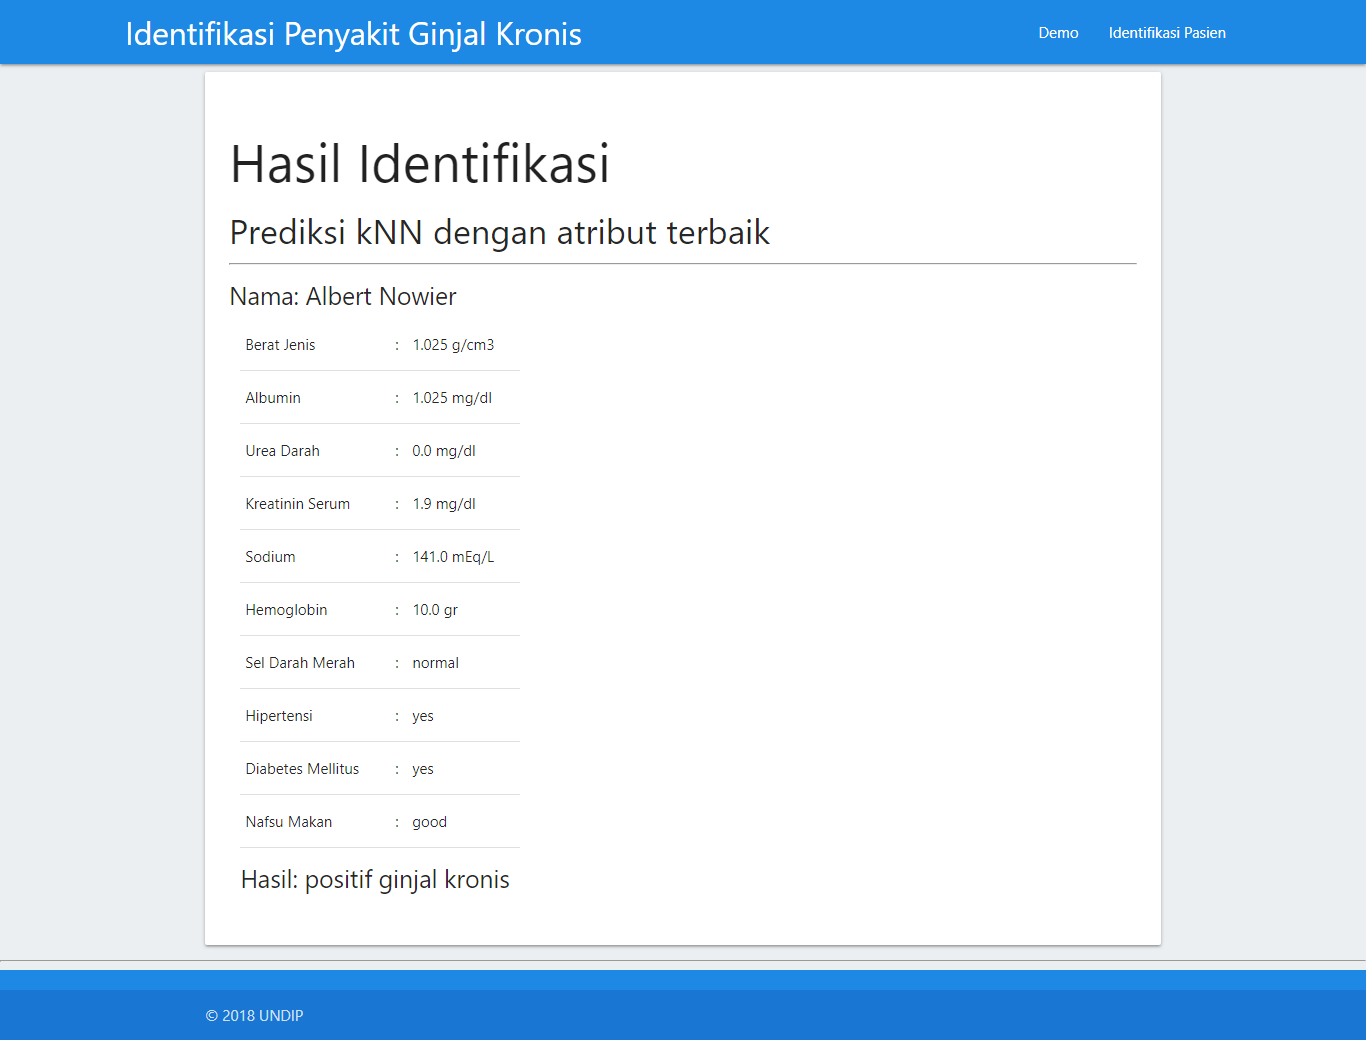 Identifikasi Penyakit Ginjal Kronis
Demo
Identifikasi Pasien
Hasil Identifikasi
Prediksi kNN dengan atribut terbaik
Nama: Albert Nowier
Berat Jenis : 1.025 g/cm3
Albumin : 1.025 mg/dl
Urea Darah : 0.0 mg/dl
Kreatinin Serum : 1.9 mg/dl
Sodium : 141.0 mEq/L
Hemoglobin : 10.0 gr
Sel Darah Merah : normal
Hipertensi : yes
Diabetes Mellitus : yes
Nafsu Makan : good
Hasil: positif ginjal kronis
© 2018 UNDIP